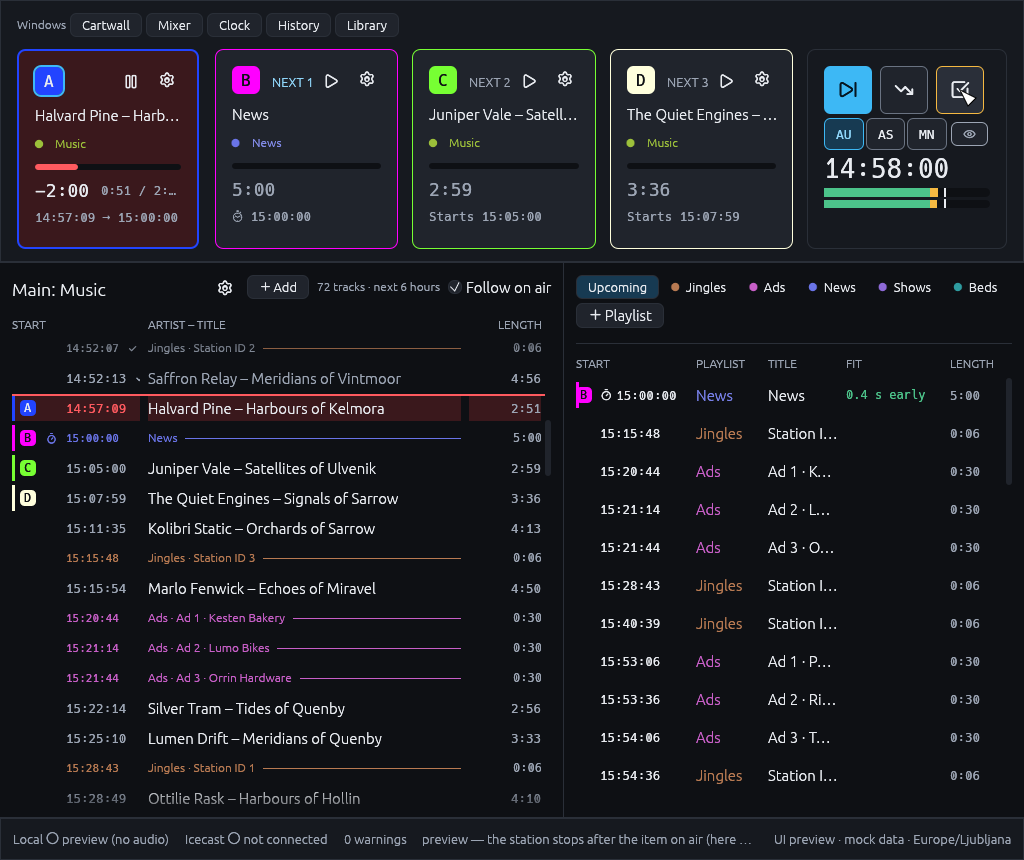 Windows Cartwall Mixer Clock History Library
A
Halvard Pine – Harb…
Music
−2:00 0:51 / 2:…
14:57:09 → 15:00:00
B NEXT 1
News
News
5:00
15:00:00
C NEXT 2
Juniper Vale – Satell…
Music
2:59
Starts 15:05:00
D NEXT 3
The Quiet Engines – …
Music
3:36
Starts 15:07:59
AU AS MN
14:58:00
Main: Music + Add 72 tracks · next 6 hours Follow on air
START ARTIST – TITLE LENGTH
14:52:07 Jingles · Station ID 2 0:06
14:52:13 Saffron Relay – Meridians of Vintmoor 4:56
A 14:57:09 Halvard Pine – Harbours of Kelmora 2:51
B 15:00:00 News 5:00
C 15:05:00 Juniper Vale – Satellites of Ulvenik 2:59
D 15:07:59 The Quiet Engines – Signals of Sarrow 3:36
15:11:35 Kolibri Static – Orchards of Sarrow 4:13
15:15:48 Jingles · Station ID 3 0:06
15:15:54 Marlo Fenwick – Echoes of Miravel 4:50
15:20:44 Ads · Ad 1 · Kesten Bakery 0:30
15:21:14 Ads · Ad 2 · Lumo Bikes 0:30
15:21:44 Ads · Ad 3 · Orrin Hardware 0:30
15:22:14 Silver Tram – Tides of Quenby 2:56
15:25:10 Lumen Drift – Meridians of Quenby 3:33
15:28:43 Jingles · Station ID 1 0:06
15:28:49 Ottilie Rask – Harbours of Hollin 4:10
Upcoming Jingles Ads News Shows Beds
+ Playlist
START PLAYLIST TITLE FIT LENGTH
B 15:00:00 News News 0.4 s early 5:00
15:15:48 Jingles Station I… 0:06
15:20:44 Ads Ad 1 · K… 0:30
15:21:14 Ads Ad 2 · L… 0:30
15:21:44 Ads Ad 3 · O… 0:30
15:28:43 Jingles Station I… 0:06
15:40:39 Jingles Station I… 0:06
15:53:06 Ads Ad 1 · P… 0:30
15:53:36 Ads Ad 2 · Ri… 0:30
15:54:06 Ads Ad 3 · T… 0:30
15:54:36 Jingles Station I… 0:06
Local preview (no audio) Icecast not connected 0 warnings preview — the station stops after the item on air (here … UI preview · mock data · Europe/Ljubljana